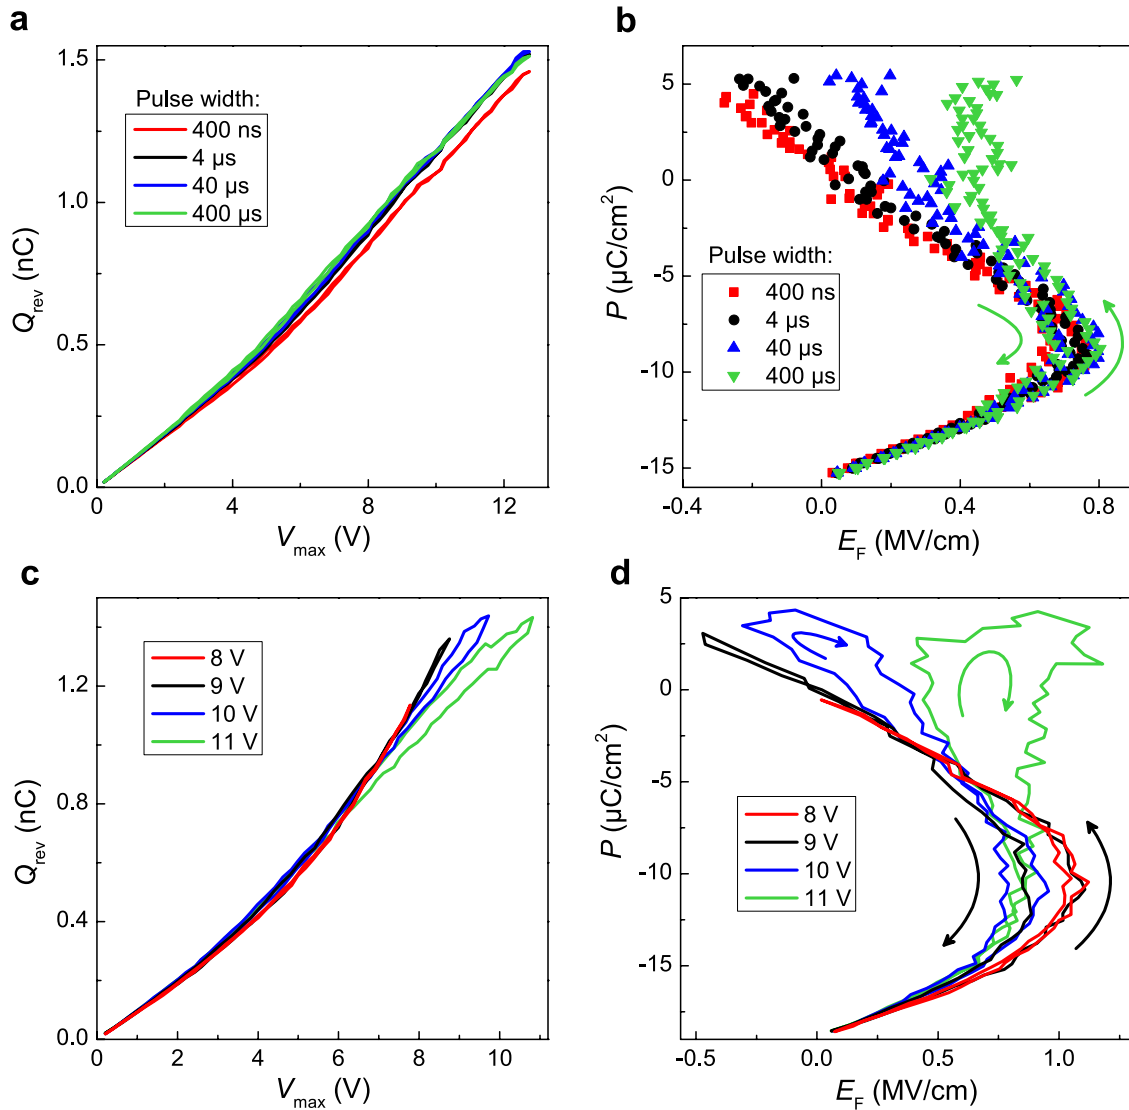 a
1.5
1.0
0.5
0.0
Q_rev (nC)
Pulse width:
400 ns
4 µs
40 µs
400 µs
0
4
8
12
V_max (V)
b
5
0
-5
-10
-15
P (µC/cm²)
Pulse width:
400 ns
4 µs
40 µs
400 µs
-0.4
0.0
0.4
0.8
E_F (MV/cm)
c
1.2
0.8
0.4
0.0
Q_rev (nC)
8 V
9 V
10 V
11 V
0
2
4
6
8
10
V_max (V)
d
5
0
-5
-10
-15
P (µC/cm²)
8 V
9 V
10 V
11 V
-0.5
0.0
0.5
1.0
E_F (MV/cm)